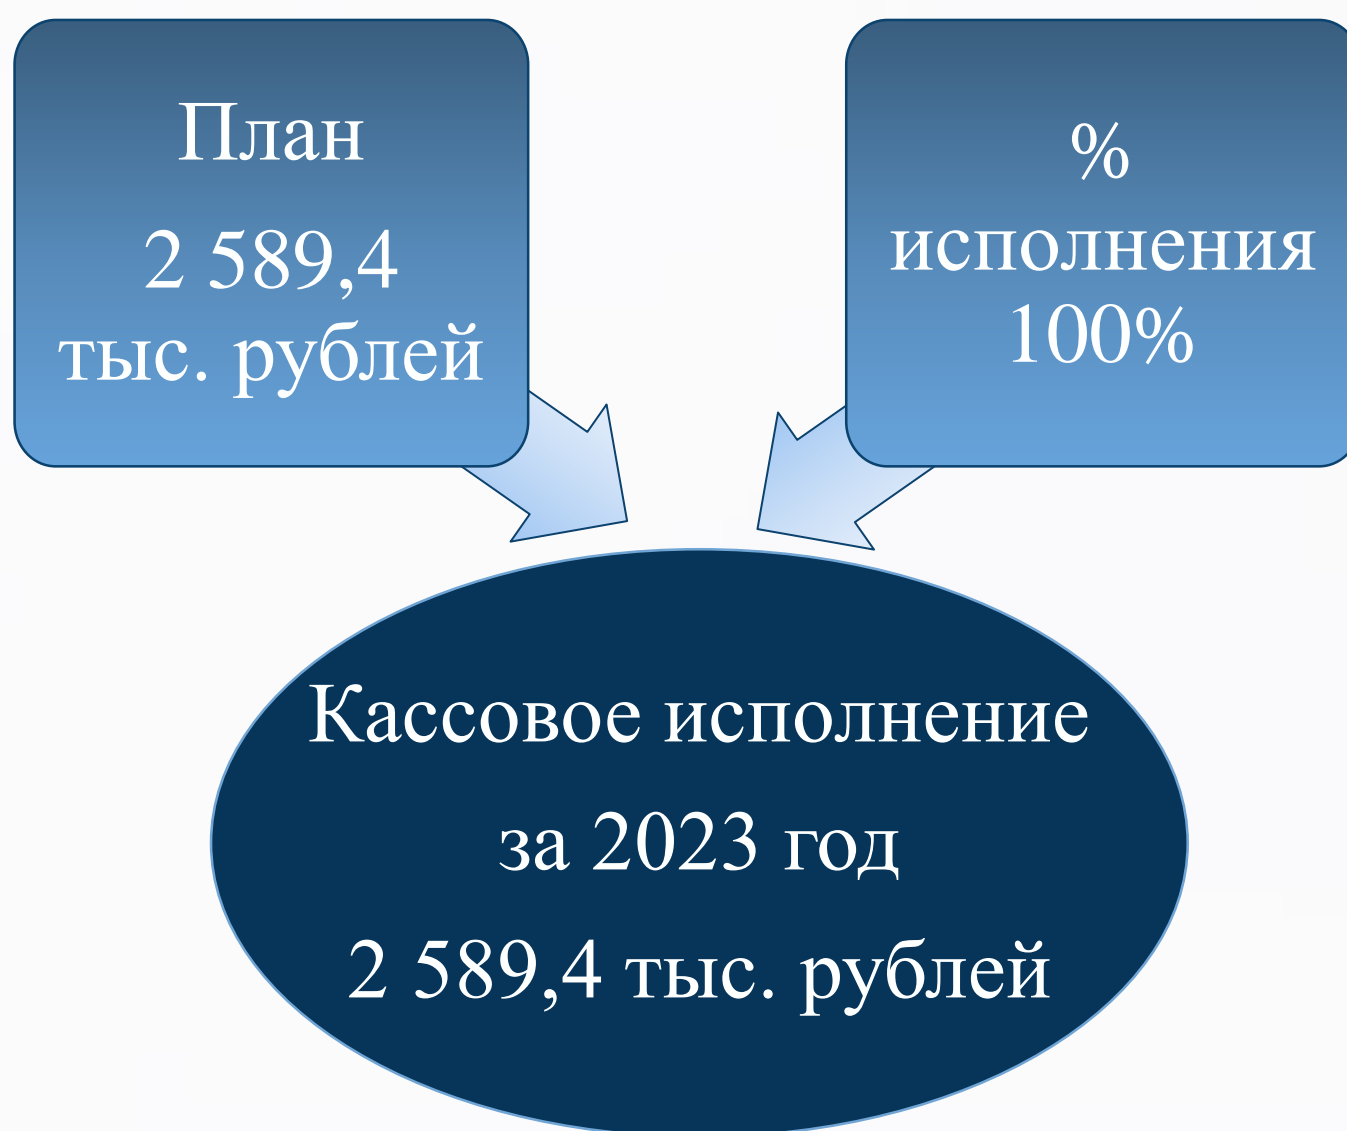 План
2 589,4
тыс. рублей
%
исполнения
100%
Кассовое исполнение
за 2023 год
2 589,4 тыс. рублей